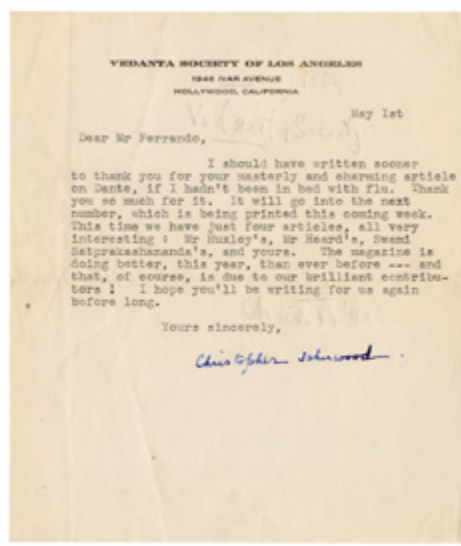 VEDANTA SOCIETY OF LOS ANGELES
1946 IVAR AVENUE
HOLLYWOOD, CALIFORNIA
May 1st
Dear Mr Ferrando,
I should have written sooner
to thank you for your masterly and charming article
on Dante, if I hadn't been in bed with flu. Thank
you so much for it. It will go into the next
number, which is being printed this coming week.
This time we have just four articles, all very
interesting : Mr Huxley's, Mr Heard's, Swami
Satprakashananda's, and yours. The magazine is
doing better, this year, than ever before --- and
that, of course, is due to our brilliant contribu-
tors ! I hope you'll be writing for us again
before long.
Yours sincerely,
Christopher Isherwood .